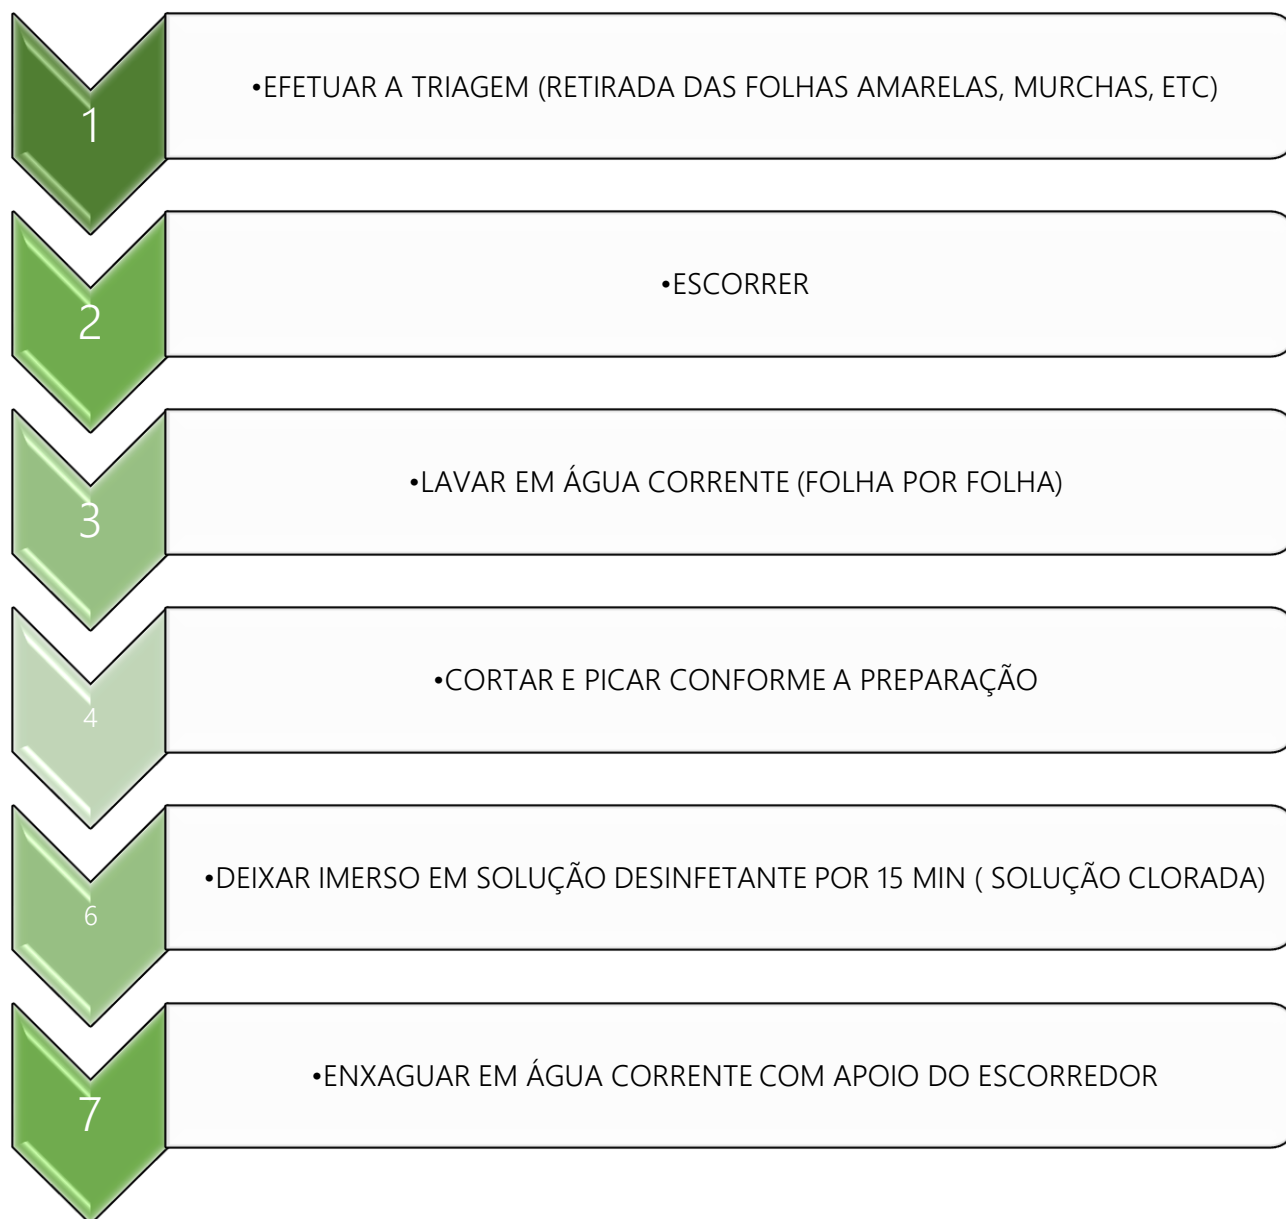 1
•EFETUAR A TRIAGEM (RETIRADA DAS FOLHAS AMARELAS, MURCHAS, ETC)
2
•ESCORRER
3
•LAVAR EM ÁGUA CORRENTE (FOLHA POR FOLHA)
4
•CORTAR E PICAR CONFORME A PREPARAÇÃO
6
•DEIXAR IMERSO EM SOLUÇÃO DESINFETANTE POR 15 MIN ( SOLUÇÃO CLORADA)
7
•ENXAGUAR EM ÁGUA CORRENTE COM APOIO DO ESCORREDOR